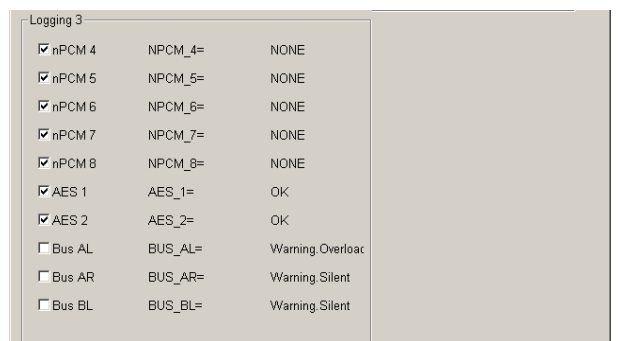 Logging 3
nPCM 4 NPCM_4= NONE
nPCM 5 NPCM_5= NONE
nPCM 6 NPCM_6= NONE
nPCM 7 NPCM_7= NONE
nPCM 8 NPCM_8= NONE
AES 1 AES_1= OK
AES 2 AES_2= OK
Bus AL BUS_AL= Warning.Overloac
Bus AR BUS_AR= Warning.Silent
Bus BL BUS_BL= Warning.Silent